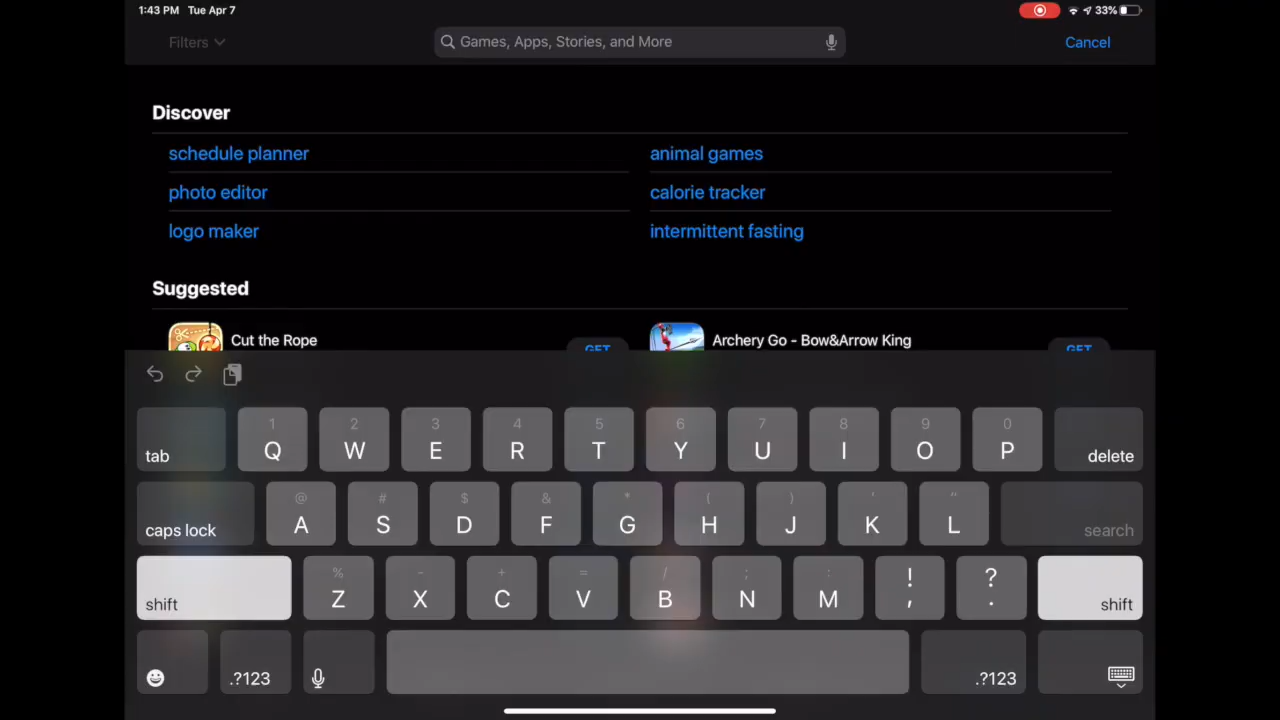 1:43 PM Tue Apr 7
33%
Filters
Games, Apps, Stories, and More
Cancel
Discover
schedule planner
animal games
photo editor
calorie tracker
logo maker
intermittent fasting
Suggested
Cut the Rope
GET
Archery Go - Bow&Arrow King
GET
1 2 3 4 5 6 7 8 9 0
tab Q W E R T Y U I O P delete
@ # $ & * ( ) ' "
caps lock A S D F G H J K L search
% - + = / ; : ! ?
shift Z X C V B N M , . shift
.?123 .?123